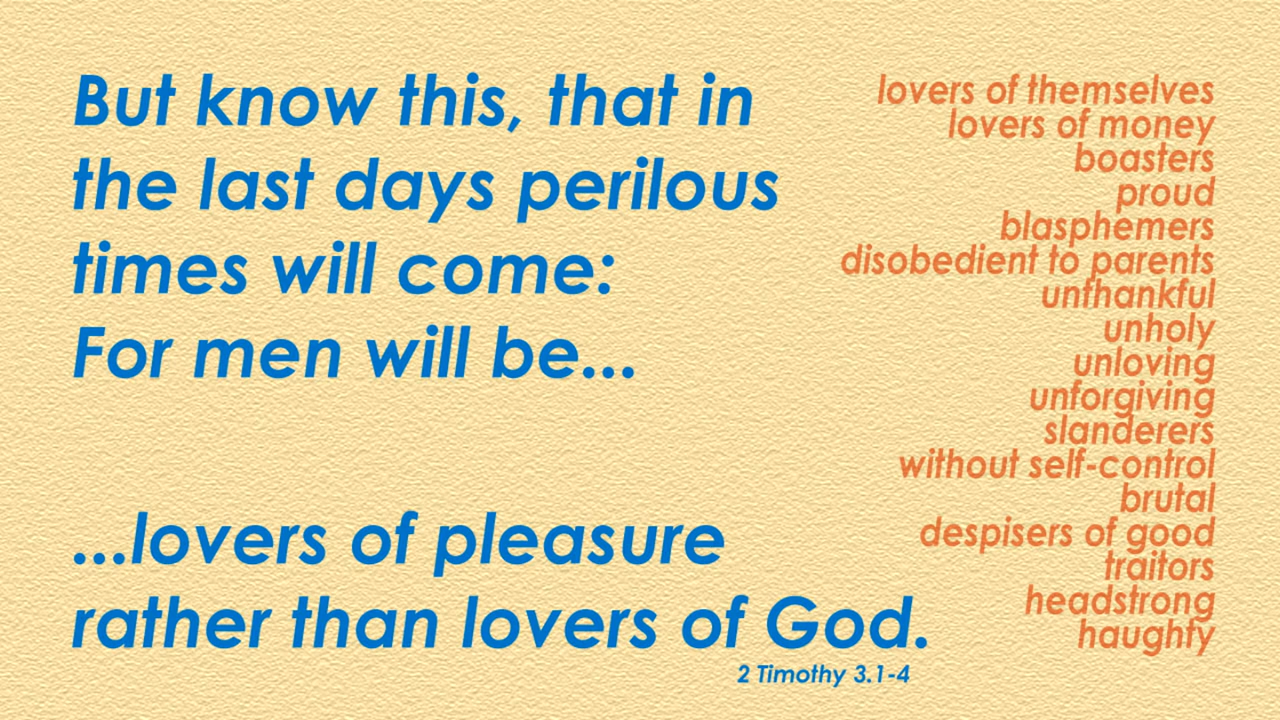 But know this, that in
the last days perilous
times will come:
For men will be...
lovers of themselves
lovers of money
boasters
proud
blasphemers
disobedient to parents
unthankful
unholy
unloving
unforgiving
slanderers
without self-control
brutal
despisers of good
traitors
headstrong
haughty
...lovers of pleasure
rather than lovers of God.
2 Timothy 3.1-4